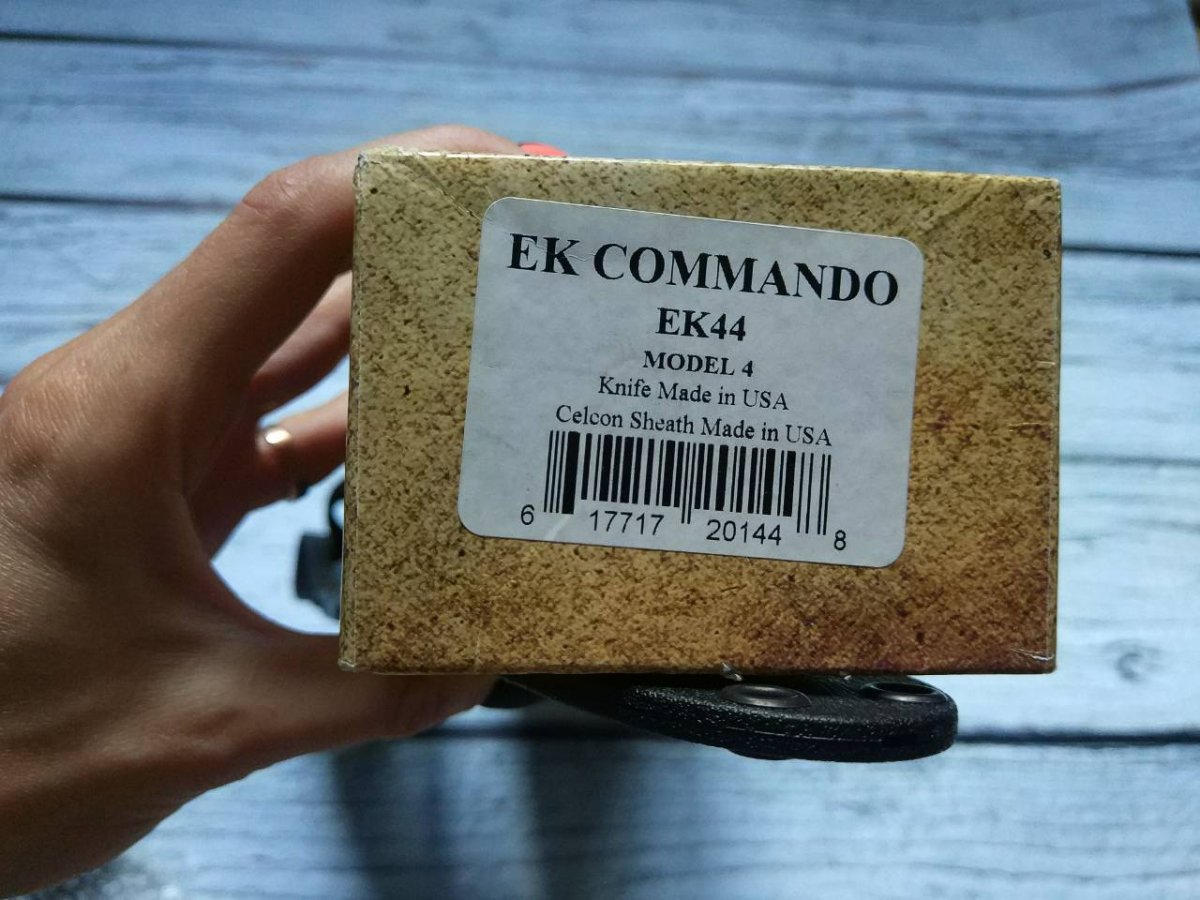 EK COMMANDO
EK44
MODEL 4
Knife Made in USA
Celcon Sheath Made in USA
6 17717 20144 8